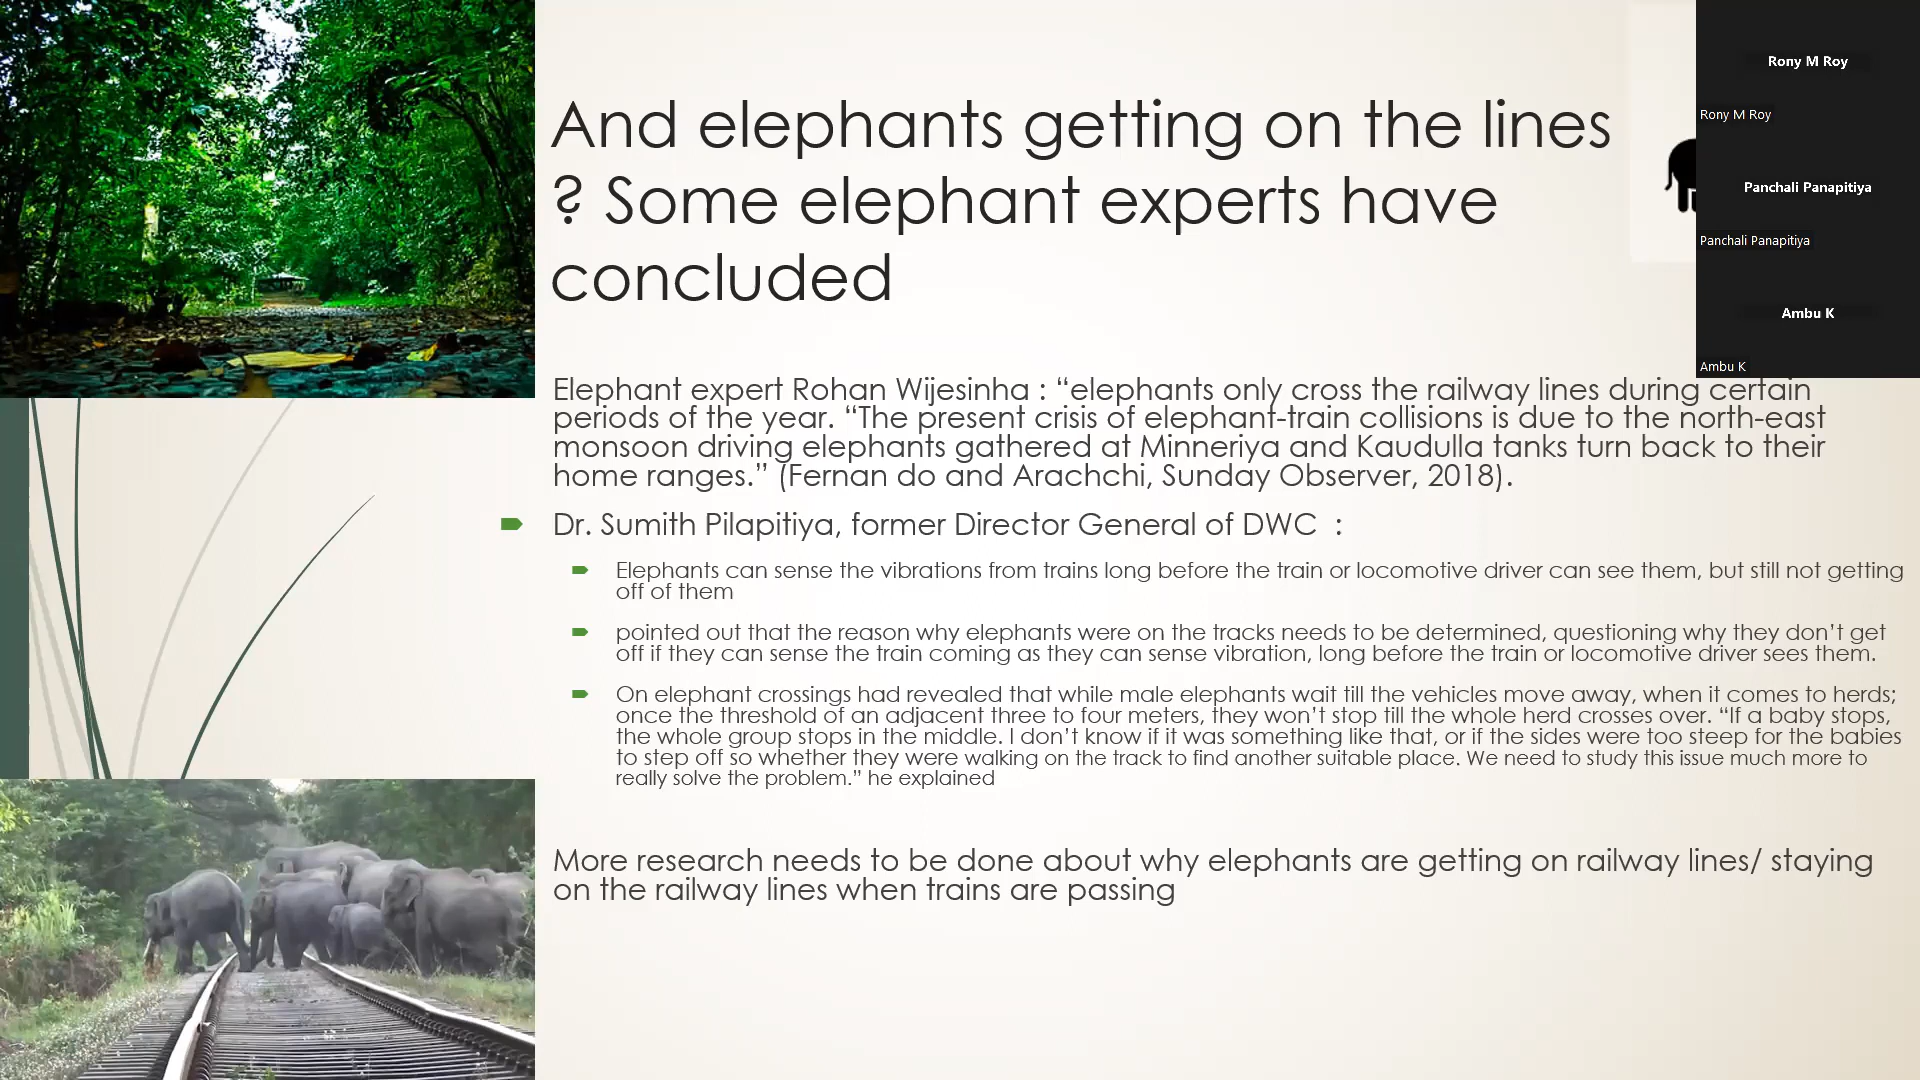 And elephants getting on the lines
? Some elephant experts have
concluded
Elephant expert Rohan Wijesinha : “elephants only cross the railway lines during certain
periods of the year. “The present crisis of elephant-train collisions is due to the north-east
monsoon driving elephants gathered at Minneriya and Kaudulla tanks turn back to their
home ranges.” (Fernan do and Arachchi, Sunday Observer, 2018).
Dr. Sumith Pilapitiya, former Director General of DWC  :
Elephants can sense the vibrations from trains long before the train or locomotive driver can see them, but still not getting
off of them
pointed out that the reason why elephants were on the tracks needs to be determined, questioning why they don’t get
off if they can sense the train coming as they can sense vibration, long before the train or locomotive driver sees them.
On elephant crossings had revealed that while male elephants wait till the vehicles move away, when it comes to herds;
once the threshold of an adjacent three to four meters, they won’t stop till the whole herd crosses over. “If a baby stops,
the whole group stops in the middle. I don’t know if it was something like that, or if the sides were too steep for the babies
to step off so whether they were walking on the track to find another suitable place. We need to study this issue much more to
really solve the problem.” he explained
More research needs to be done about why elephants are getting on railway lines/ staying
on the railway lines when trains are passing
Rony M Roy
Rony M Roy
Panchali Panapitiya
Panchali Panapitiya
Ambu K
Ambu K